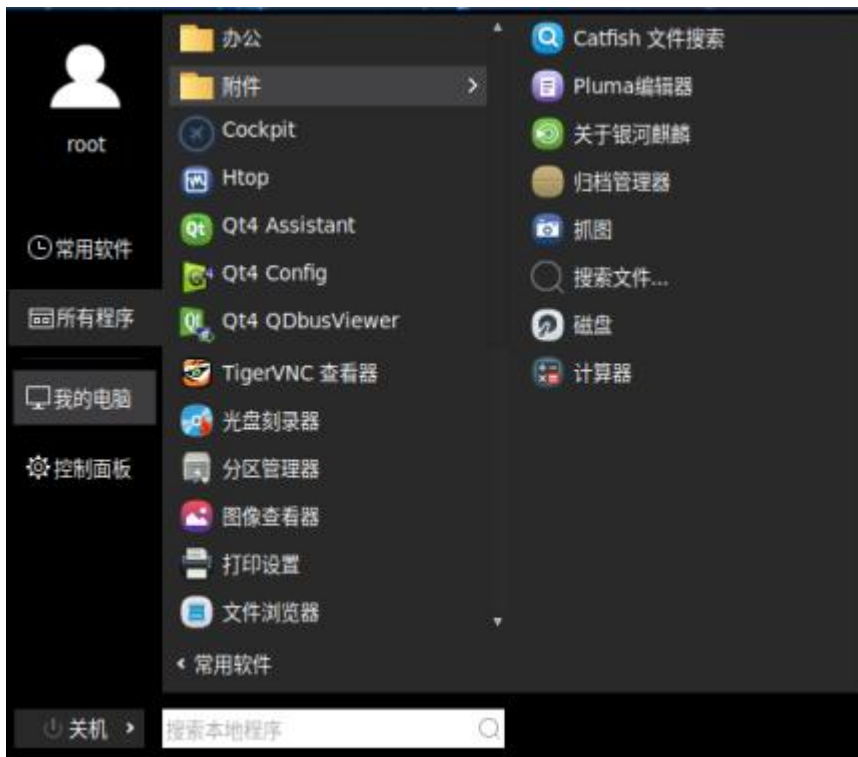 root
常用软件
所有程序
我的电脑
控制面板
关机
办公
附件
Cockpit
Htop
Qt4 Assistant
Qt4 Config
Qt4 QDbusViewer
TigerVNC 查看器
光盘刻录器
分区管理器
图像查看器
打印设置
文件浏览器
常用软件
搜索本地程序
Catfish 文件搜索
Pluma编辑器
关于银河麒麟
归档管理器
抓图
搜索文件...
磁盘
计算器